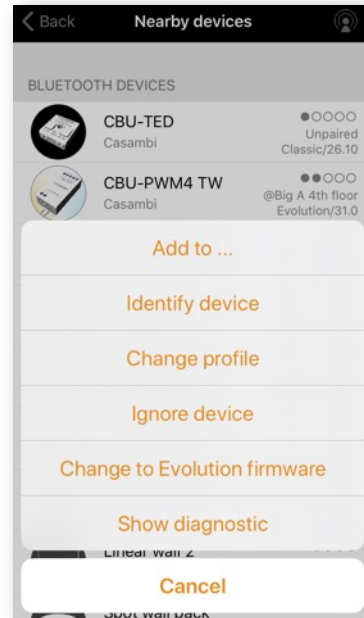 Back
Nearby devices
BLUETOOTH DEVICES
CBU-TED
Casambi
Unpaired
Classic/26.10
CBU-PWM4 TW
Casambi
@Big A 4th floor
Evolution/31.0
Add to ...
Identify device
Change profile
Ignore device
Change to Evolution firmware
Show diagnostic
Linear wall 2
Cancel
Spot wall pack